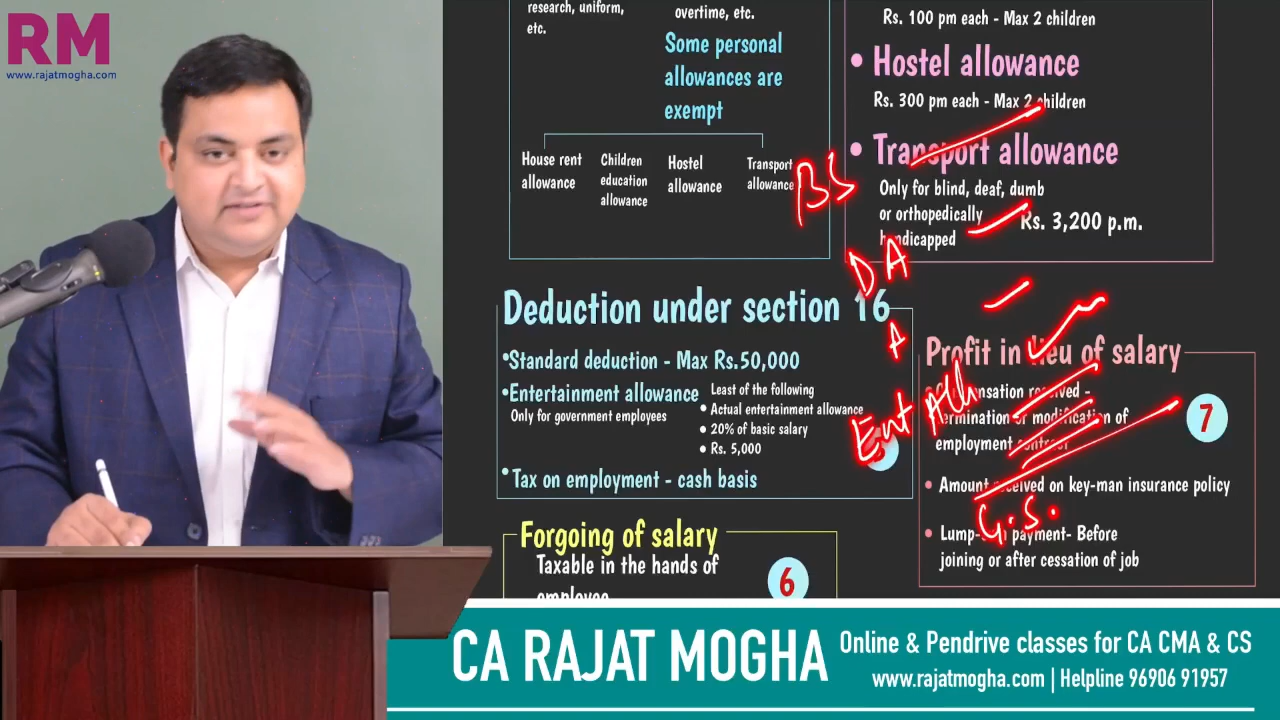 RM
www.rajatmogha.com
research, uniform,
etc.
overtime, etc.
Some personal
allowances are
exempt
House rent
allowance
Children
education
allowance
Hostel
allowance
Transport
allowance
Rs. 100 pm each - Max 2 children
• Hostel allowance
Rs. 300 pm each - Max 2 children
• Transport allowance
Only for blind, deaf, dumb
or orthopedically
handicapped
Rs. 3,200 p.m.
BS
DA
A
Ent All
G.S.
Deduction under section 16
•Standard deduction - Max Rs.50,000
•Entertainment allowance
Only for government employees
Least of the following
• Actual entertainment allowance
• 20% of basic salary
• Rs. 5,000
• Tax on employment - cash basis
Profit in lieu of salary
7
• Compensation received -
termination or modification of
employment contract
• Amount received on key-man insurance policy
• Lump-sum payment- Before
joining or after cessation of job
Forgoing of salary
Taxable in the hands of
employee
6
CA RAJAT MOGHA
Online & Pendrive classes for CA CMA & CS
www.rajatmogha.com | Helpline 96906 91957